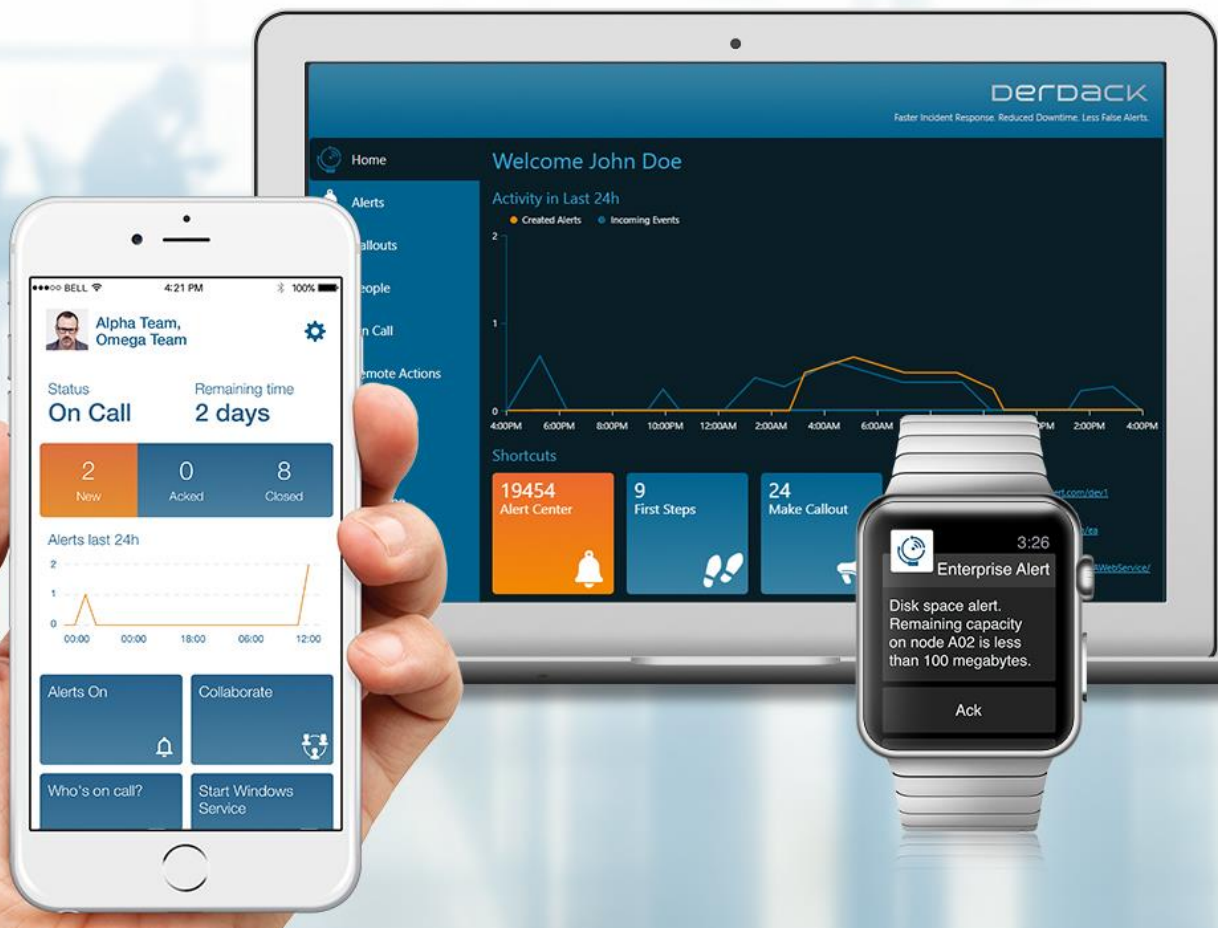 DERDACK
Faster Incident Response. Reduced Downtime. Less False Alerts.
Home
Alerts
allouts
eople
n Call
emote Actions
Welcome John Doe
Activity in Last 24h
Created Alerts
Incoming Events
2
1
0
4:00PM 6:00PM 8:00PM 10:00PM 12:00AM 2:00AM 4:00AM 6:00AM PM 2:00PM 4:00PM
Shortcuts
19454
Alert Center
9
First Steps
24
Make Callout
ert.com/dev1
/ea
AWebService/
BELL 4:21 PM 100%
Alpha Team,
Omega Team
Status Remaining time
On Call 2 days
2 0 8
New Acked Closed
Alerts last 24h
2
1
0
00:00 00:00 18:00 06:00 12:00
Alerts On
Collaborate
Who's on call?
Start Windows
Service
3:26
Enterprise Alert
Disk space alert.
Remaining capacity
on node A02 is less
than 100 megabytes.
Ack